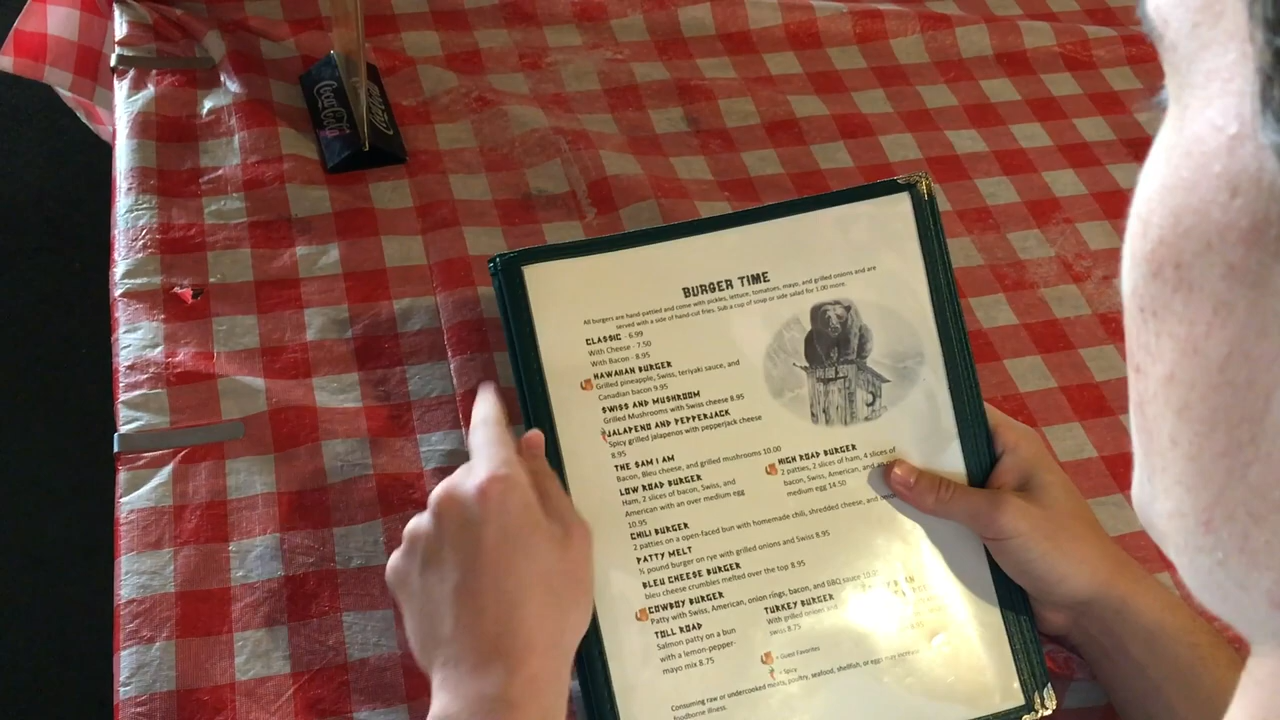 Coca-Cola
BURGER TIME
All burgers are hand-pattied and come with pickles, lettuce, tomatoes, mayo, and grilled onions and are
served with a side of hand-cut fries. Sub a cup of soup or side salad for 1.00 more.
CLASSIC - 6.99
With Cheese - 7.50
With Bacon - 8.95
HAWAIIAN BURGER
Grilled pineapple, Swiss, teriyaki sauce, and
Canadian bacon 9.95
SWISS AND MUSHROOM
Grilled Mushrooms with Swiss cheese 8.95
JALAPENO AND PEPPERJACK
Spicy grilled jalapenos with pepperjack cheese
8.95
THE SAM I AM
Bacon, Bleu cheese, and grilled mushrooms 10.00
LOW ROAD BURGER
Ham, 2 slices of bacon, Swiss, and
American with an over medium egg
10.95
HIGH ROAD BURGER
2 patties, 2 slices of ham, 4 slices of
bacon, Swiss, American, and an
medium egg 14.50
CHILI BURGER
2 patties on a open-faced bun with homemade chili, shredded cheese, and
PATTY MELT
½ pound burger on rye with grilled onions and Swiss 8.95
BLEU CHEESE BURGER
bleu cheese crumbles melted over the top 8.95
COWBOY BURGER
Patty with Swiss, American, onion rings, bacon, and BBQ sauce
TOLL ROAD
Salmon patty on a bun
with a lemon-pepper-
mayo mix 8.75
TURKEY BURGER
With grilled onions and
swiss 8.75
8.95
= Guest Favorites
= Spicy
Consuming raw or undercooked meats, poultry, seafood, shellfish, or eggs may increase
foodborne illness.